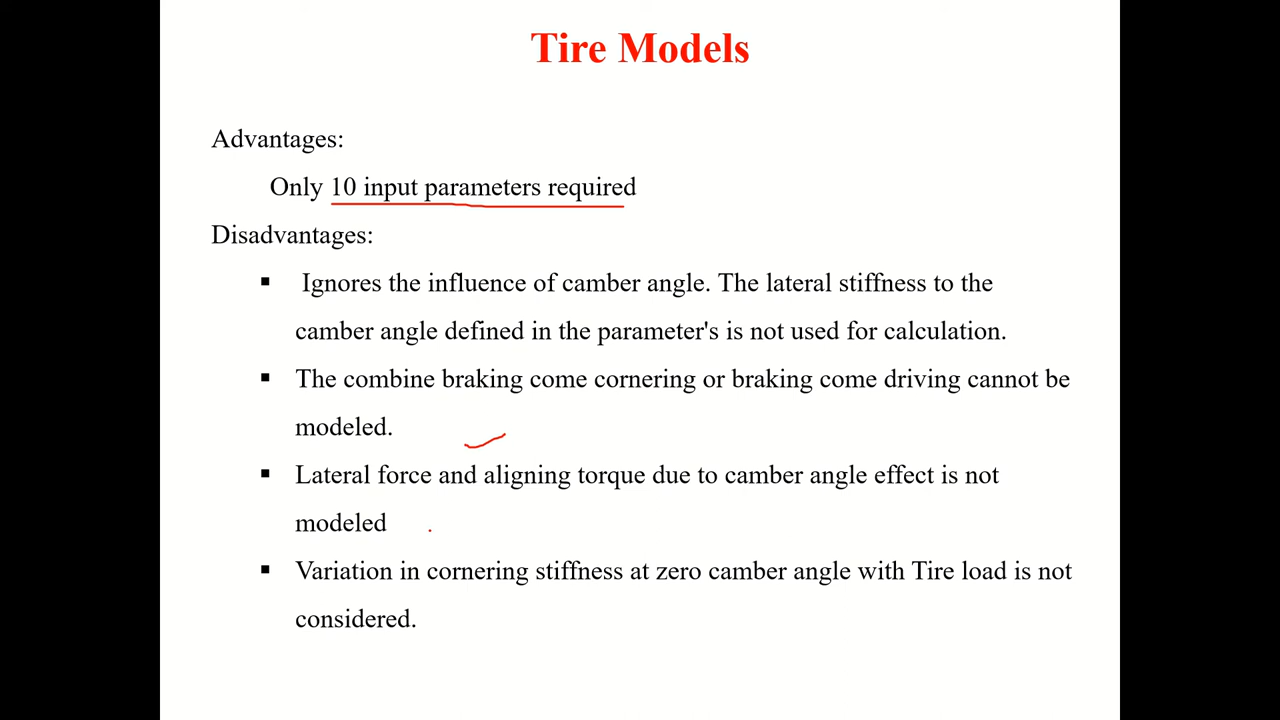 Tire Models
Advantages:
Only 10 input parameters required
Disadvantages:
▪ Ignores the influence of camber angle. The lateral stiffness to the
camber angle defined in the parameter's is not used for calculation.
▪ The combine braking come cornering or braking come driving cannot be
modeled.
▪ Lateral force and aligning torque due to camber angle effect is not
modeled
▪ Variation in cornering stiffness at zero camber angle with Tire load is not
considered.